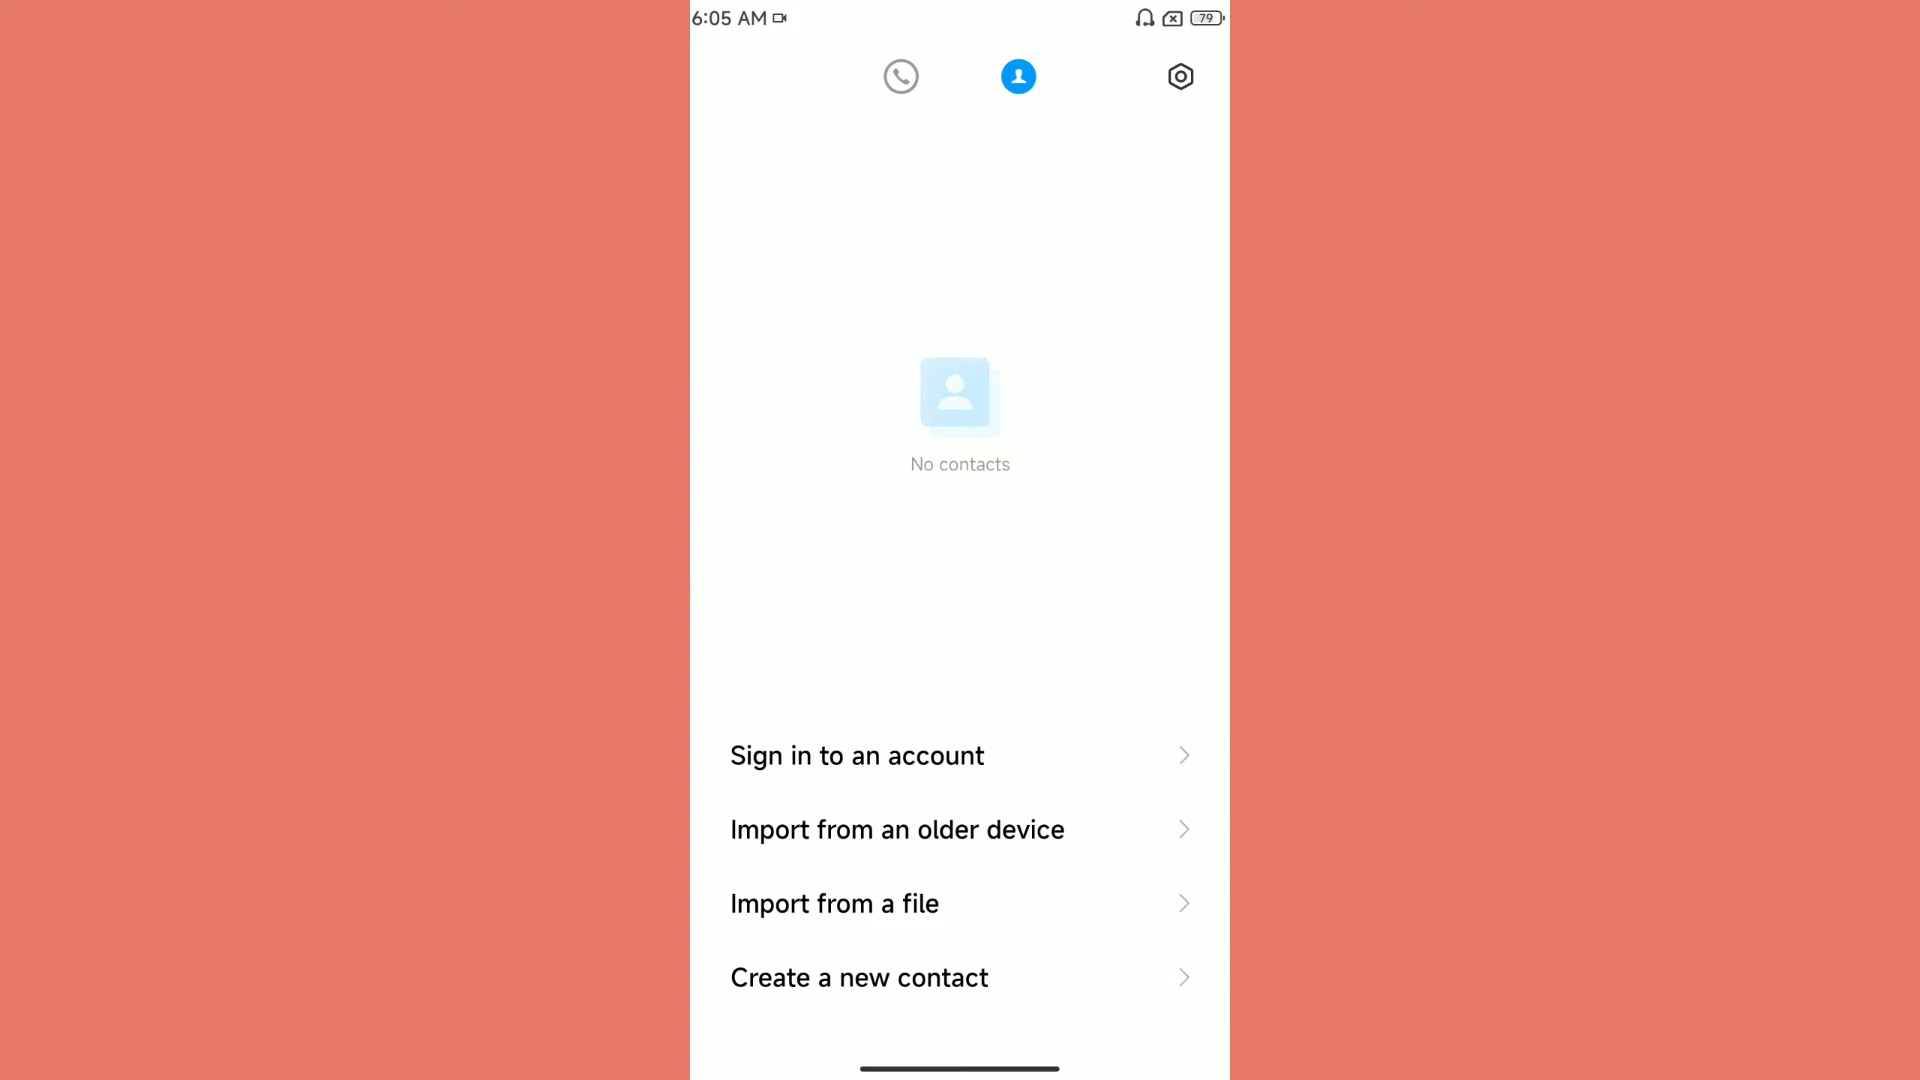 6:05 AM
79
No contacts
Sign in to an account
Import from an older device
Import from a file
Create a new contact